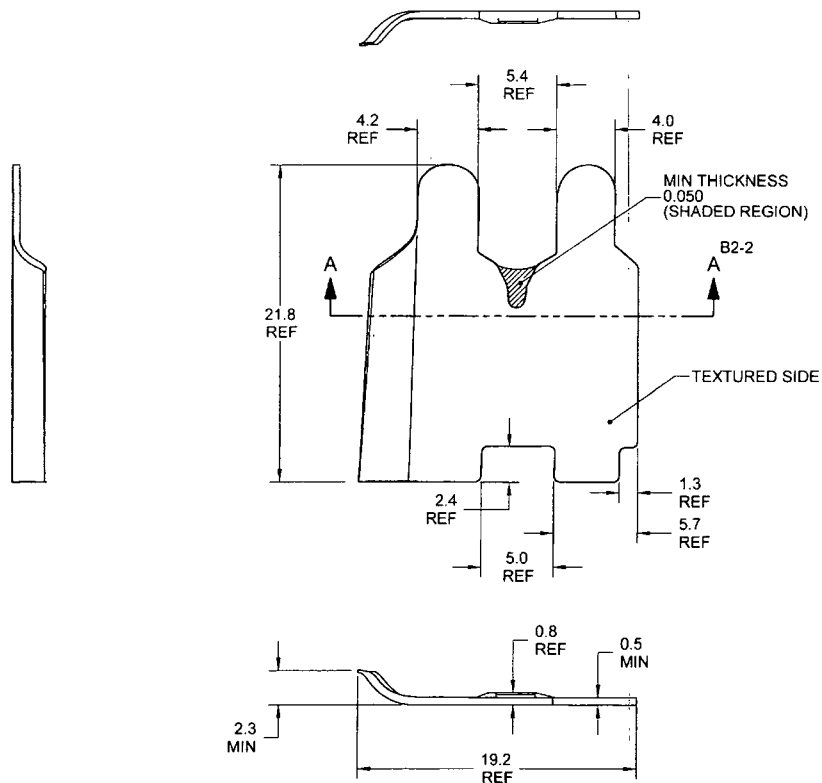 5.4
REF
4.2
REF
4.0
REF
MIN THICKNESS
0.050
(SHADED REGION)
B2-2
A
A
21.8
REF
TEXTURED SIDE
2.4
REF
1.3
REF
5.7
REF
5.0
REF
0.8
REF
0.5
MIN
2.3
MIN
19.2
REF